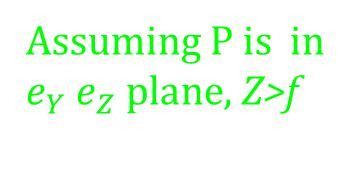 Assuming P is in
e_Y e_Z plane, Z>f